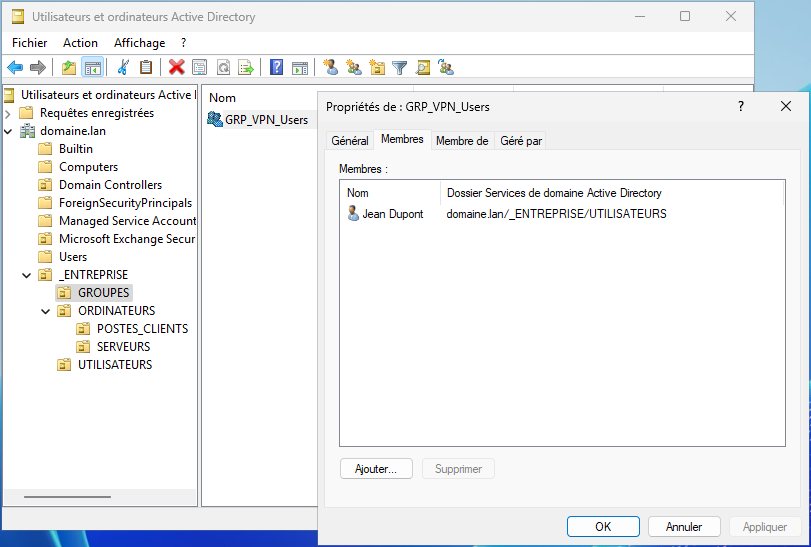 Utilisateurs et ordinateurs Active Directory
Fichier Action Affichage ?
Utilisateurs et ordinateurs Active
Requêtes enregistrées
domaine.lan
Builtin
Computers
Domain Controllers
ForeignSecurityPrincipals
Managed Service Account
Microsoft Exchange Secur
Users
_ENTREPRISE
GROUPES
ORDINATEURS
POSTES_CLIENTS
SERVEURS
UTILISATEURS
Nom
GRP_VPN_Users
Propriétés de : GRP_VPN_Users ?
Général Membres Membre de Géré par
Membres :
Nom Dossier Services de domaine Active Directory
Jean Dupont domaine.lan/_ENTREPRISE/UTILISATEURS
Ajouter... Supprimer
OK Annuler Appliquer